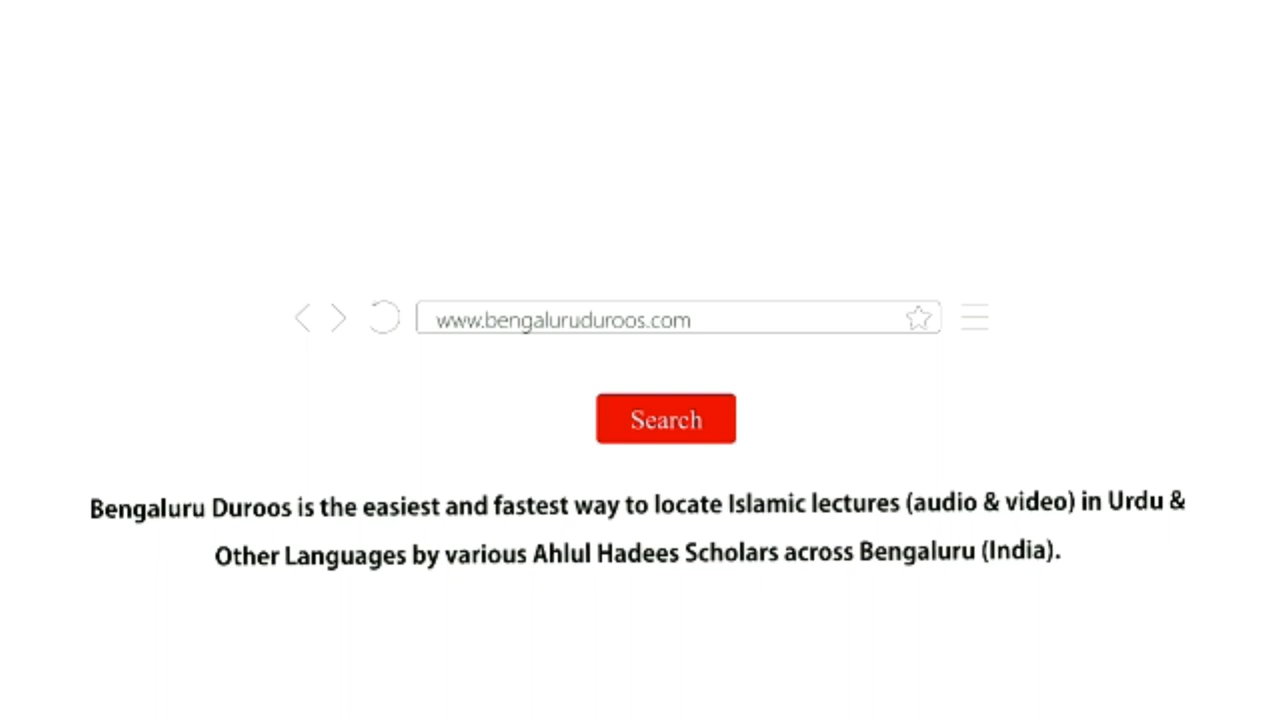 www.bengaluruduroos.com
Search
Bengaluru Duroos is the easiest and fastest way to locate Islamic lectures (audio & video) in Urdu &
Other Languages by various Ahlul Hadees Scholars across Bengaluru (India).